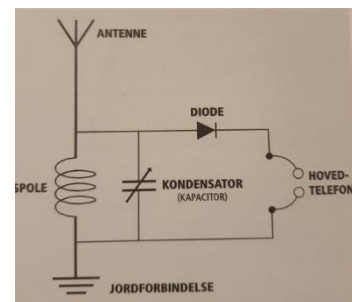 ANTENNE
DIODE
SPOLE
KONDENSATOR
(KAPACITOR)
HOVED-
TELEFON
JORDFORBINDELSE